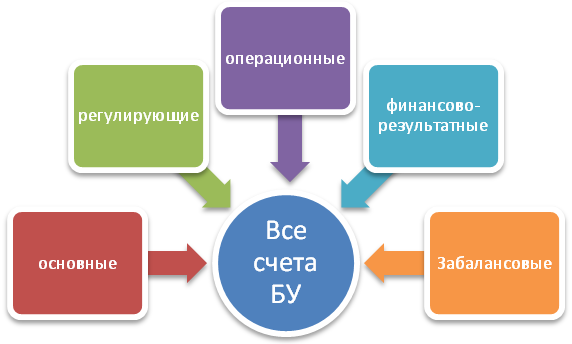 операционные
регулирующие
финансово-
результатные
основные
Все
счета
БУ
Забалансовые